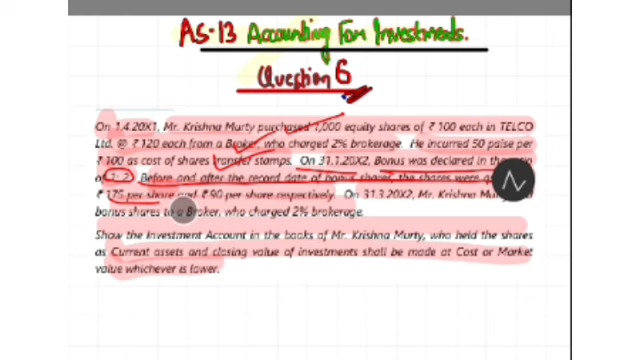 AS-13 Accounting For Investments.
Question 6
On 1.4.20X1, Mr. Krishna Murty purchased 1,000 equity shares of ₹ 100 each in TELCO
Ltd. @ ₹ 120 each from a Broker, who charged 2% brokerage. He incurred 50 paise per
₹ 100 as cost of shares transfer stamps. On 31.1.20X2, Bonus was declared in the
of 1: 2. Before and after the record date of bonus shares, the shares were
₹ 175 per share and ₹ 90 per share respectively. On 31.3.20X2, Mr. Krishna
bonus shares to a Broker, who charged 2% brokerage.
Show the Investment Account in the books of Mr. Krishna Murty, who held the shares
as Current assets and closing value of investments shall be made at Cost or Market
value whichever is lower.